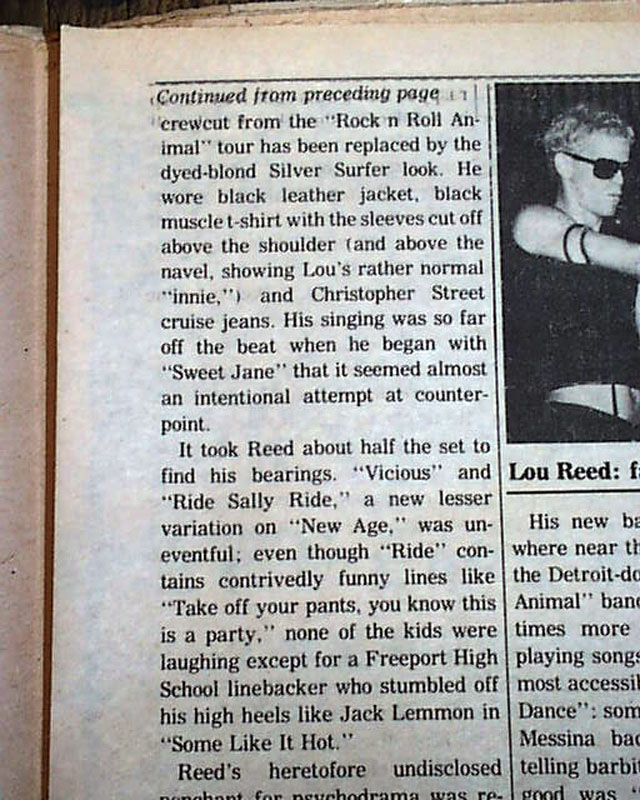 Continued from preceding page
crewcut from the "Rock n Roll An-
imal" tour has been replaced by the
dyed-blond Silver Surfer look. He
wore black leather jacket, black
muscle t-shirt with the sleeves cut off
above the shoulder (and above the
navel, showing Lou's rather normal
"innie,") and Christopher Street
cruise jeans. His singing was so far
off the beat when he began with
"Sweet Jane" that it seemed almost
an intentional attempt at counter-
point.
It took Reed about half the set to
find his bearings. "Vicious" and
"Ride Sally Ride," a new lesser
variation on "New Age," was un-
eventful; even though "Ride" con-
tains contrivedly funny lines like
"Take off your pants, you know this
is a party," none of the kids were
laughing except for a Freeport High
School linebacker who stumbled off
his high heels like Jack Lemmon in
"Some Like It Hot."
Reed's heretofore undisclosed
penchant for psychodrama was re-
Lou Reed: f
His new ba
where near th
the Detroit-do
Animal" band
times more
playing songs
most accessib
Dance": som
Messina bac
telling barbit
good was